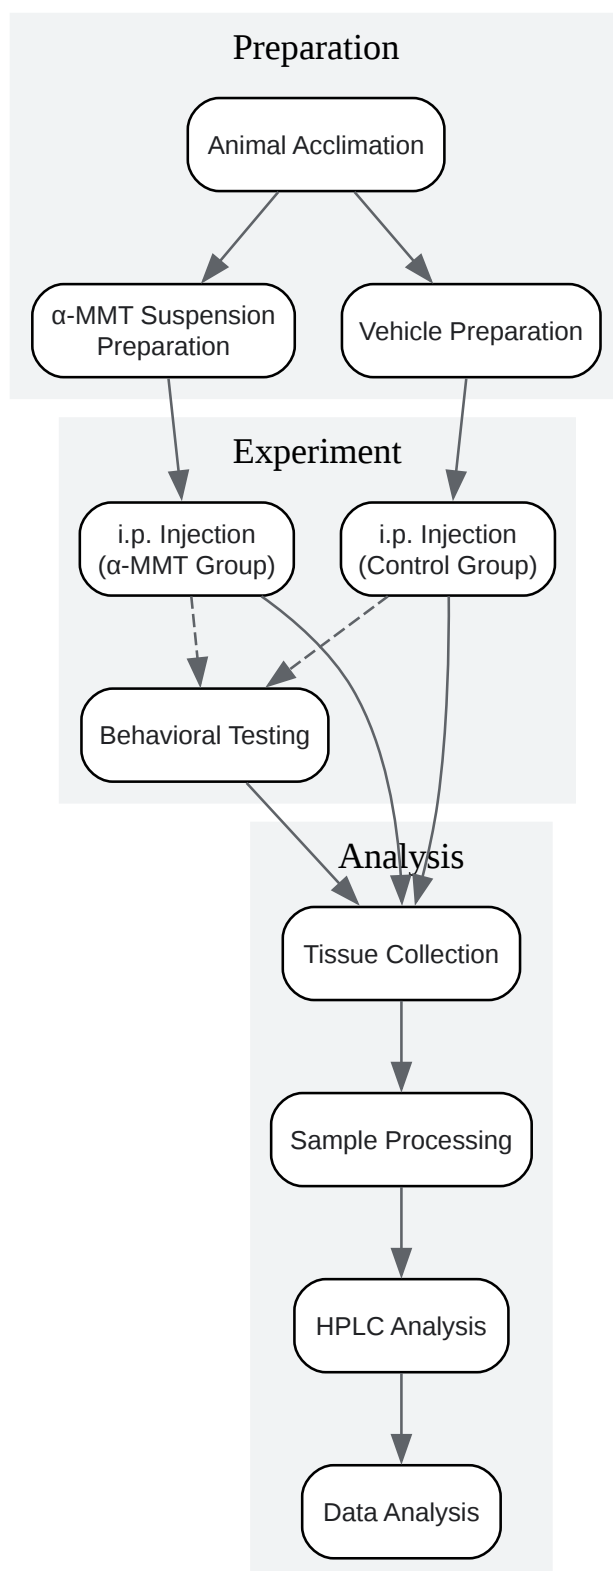 Preparation
Animal Acclimation
α-MMT Suspension
Preparation
Vehicle Preparation
Experiment
i.p. Injection
(α-MMT Group)
i.p. Injection
(Control Group)
Behavioral Testing
Analysis
Tissue Collection
Sample Processing
HPLC Analysis
Data Analysis